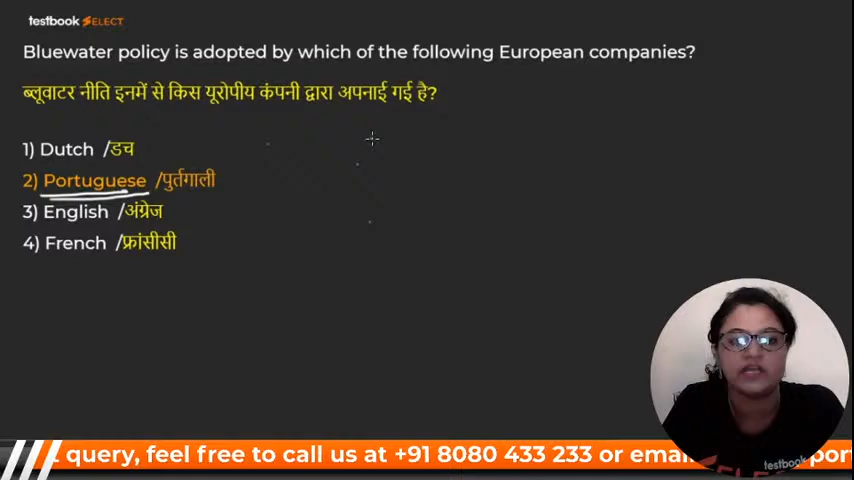 testbook SELECT
Bluewater policy is adopted by which of the following European companies?
ब्लूवाटर नीति इनमें से किस यूरोपीय कंपनी द्वारा अपनाई गई है?
1) Dutch /डच
2) Portuguese /पुर्तगाली
3) English /अंग्रेज
4) French /फ्रांसीसी
query, feel free to call us at +91 8080 433 233 or email
testbook